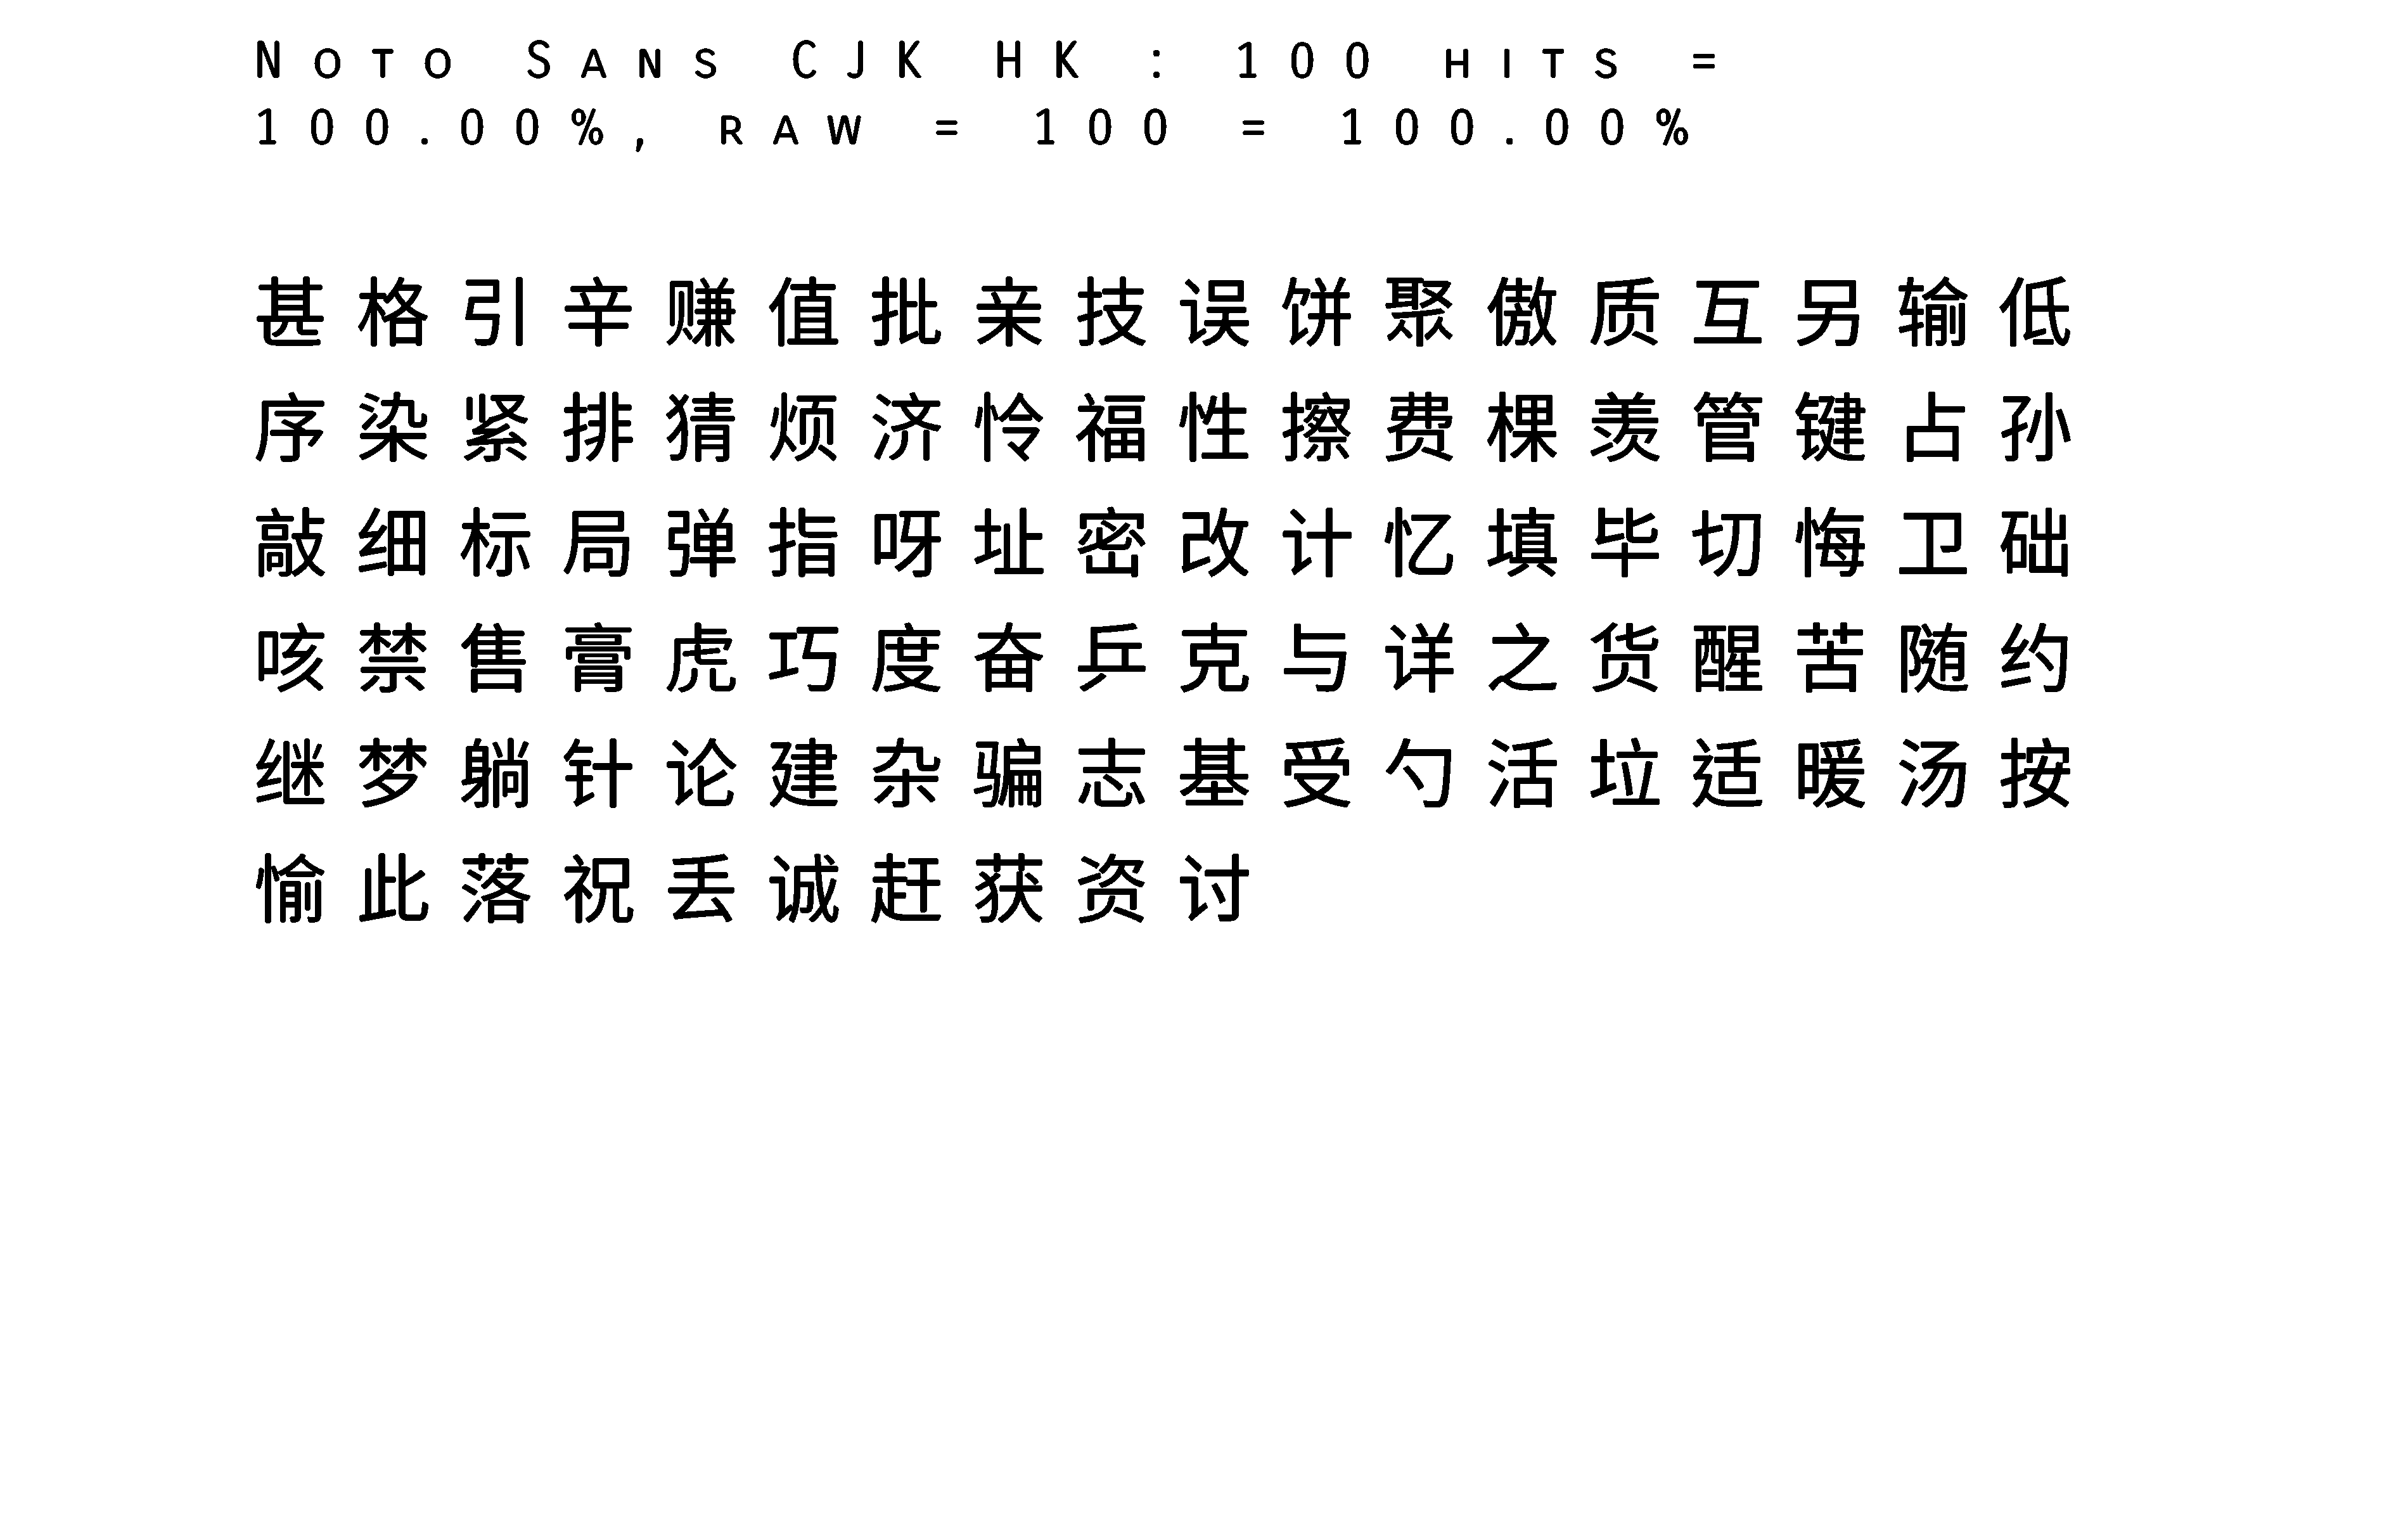 Noto Sans CJK HK : 100 hits =
100.00%, raw = 100 = 100.00%
甚格引辛赚值批亲技误饼聚傲质互另输低
序染紧排猜烦济怜福性擦费棵羡管键占孙
敲细标局弹指呀址密改计忆填毕切悔卫础
咳禁售膏虎巧度奋乒克与详之货醒苦随约
继梦躺针论建杂骗志基受勺活垃适暖汤按
愉此落祝丢诚赶获资讨